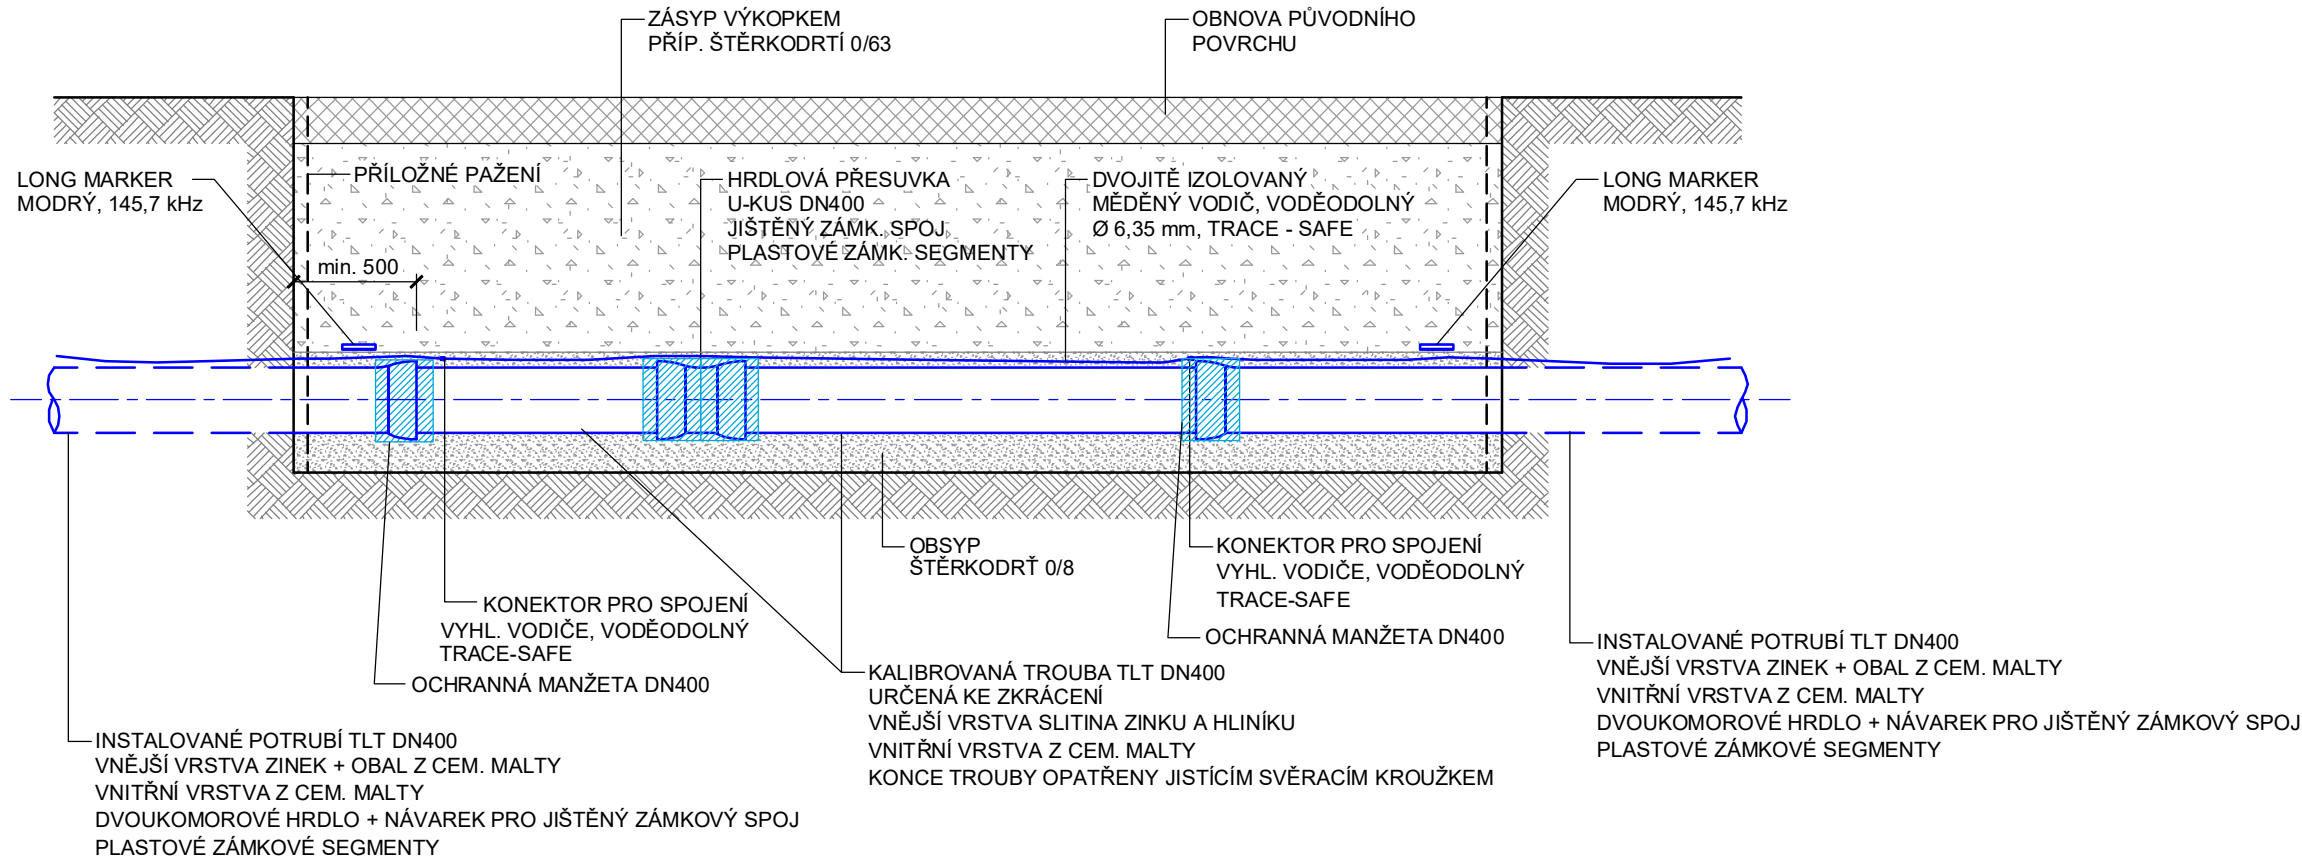 ZÁSYP VÝKOPKEM
PŘÍP. ŠTĚRKODRTÍ 0/63
OBNOVA PŮVODNÍHO
POVRCHU
LONG MARKER
MODRÝ, 145,7 kHz
PŘÍLOŽNÉ PAŽENÍ
min. 500
HRDLOVÁ PŘESUVKA
U-KUS DN400
JIŠTĚNÝ ZÁMK. SPOJ
PLASTOVÉ ZÁMK. SEGMENTY
DVOJITĚ IZOLOVANÝ
MĚDĚNÝ VODIČ, VODĚODOLNÝ
Ø 6,35 mm, TRACE - SAFE
LONG MARKER
MODRÝ, 145,7 kHz
OBSYP
ŠTĚRKODRŤ 0/8
KONEKTOR PRO SPOJENÍ
VYHL. VODIČE, VODĚODOLNÝ
TRACE-SAFE
OCHRANNÁ MANŽETA DN400
KONEKTOR PRO SPOJENÍ
VYHL. VODIČE, VODĚODOLNÝ
TRACE-SAFE
OCHRANNÁ MANŽETA DN400
KALIBROVANÁ TROUBA TLT DN400
URČENÁ KE ZKRÁCENÍ
VNĚJŠÍ VRSTVA SLITINA ZINKU A HLINÍKU
VNITŘNÍ VRSTVA Z CEM. MALTY
KONCE TROUBY OPATŘENY JISTÍCÍM SVĚRACÍM KROUŽKEM
INSTALOVANÉ POTRUBÍ TLT DN400
VNĚJŠÍ VRSTVA ZINEK + OBAL Z CEM. MALTY
VNITŘNÍ VRSTVA Z CEM. MALTY
DVOUKOMOROVÉ HRDLO + NÁVAREK PRO JIŠTĚNÝ ZÁMKOVÝ SPOJ
PLASTOVÉ ZÁMKOVÉ SEGMENTY
INSTALOVANÉ POTRUBÍ TLT DN400
VNĚJŠÍ VRSTVA ZINEK + OBAL Z CEM. MALTY
VNITŘNÍ VRSTVA Z CEM. MALTY
DVOUKOMOROVÉ HRDLO + NÁVAREK PRO JIŠTĚNÝ ZÁMKOVÝ SPOJ
PLASTOVÉ ZÁMKOVÉ SEGMENTY